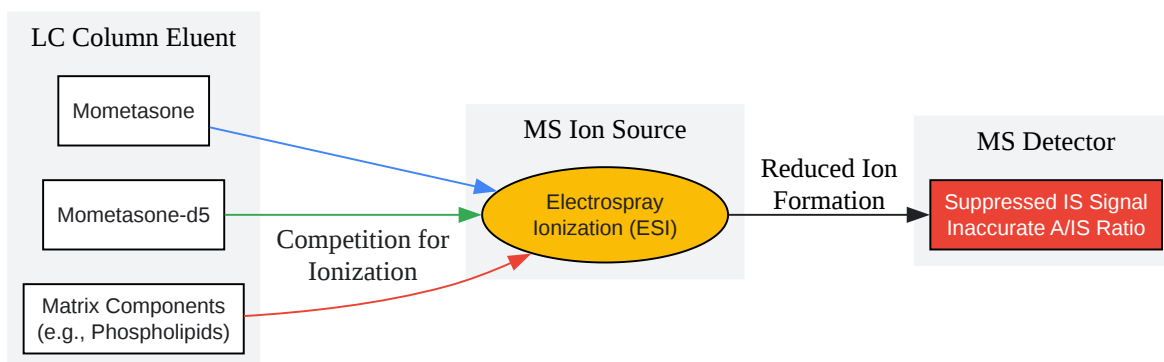 LC Column Eluent
Mometasone
Mometasone-d5
Matrix Components
(e.g., Phospholipids)
Competition for
Ionization
MS Ion Source
Electrospray
Ionization (ESI)
Reduced Ion
Formation
MS Detector
Suppressed IS Signal
Inaccurate A/IS Ratio